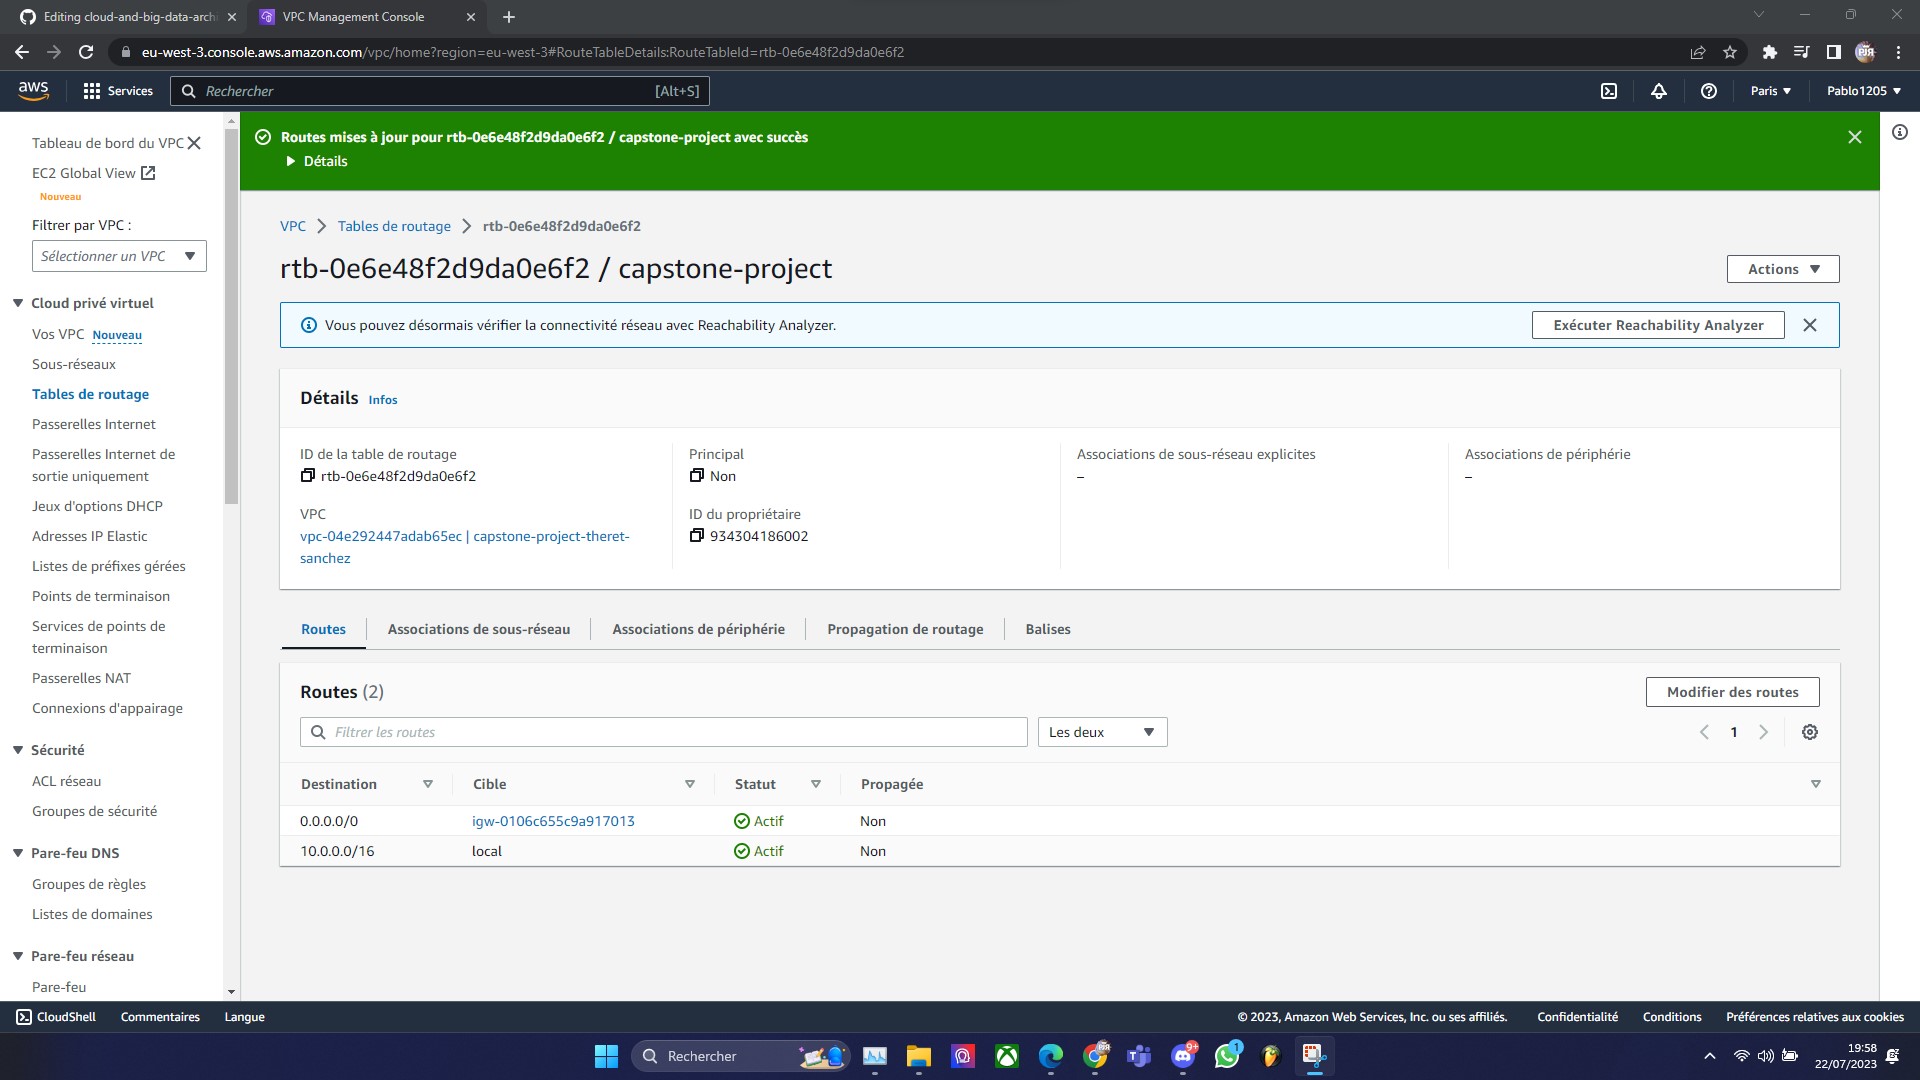 Editing cloud-and-big-data-archi
VPC Management Console
eu-west-3.console.aws.amazon.com/vpc/home?region=eu-west-3#RouteTableDetails:RouteTableId=rtb-0e6e48f2d9da0e6f2
aws
Services
Rechercher
[Alt+S]
Paris
Pablo1205
Tableau de bord du VPC
EC2 Global View
Nouveau
Filtrer par VPC :
Sélectionner un VPC
Cloud privé virtuel
Vos VPC Nouveau
Sous-réseaux
Tables de routage
Passerelles Internet
Passerelles Internet de
sortie uniquement
Jeux d'options DHCP
Adresses IP Elastic
Listes de préfixes gérées
Points de terminaison
Services de points de
terminaison
Passerelles NAT
Connexions d'appairage
Sécurité
ACL réseau
Groupes de sécurité
Pare-feu DNS
Groupes de règles
Listes de domaines
Pare-feu réseau
Pare-feu
Routes mises à jour pour rtb-0e6e48f2d9da0e6f2 / capstone-project avec succès
Détails
VPC > Tables de routage > rtb-0e6e48f2d9da0e6f2
rtb-0e6e48f2d9da0e6f2 / capstone-project
Actions
Vous pouvez désormais vérifier la connectivité réseau avec Reachability Analyzer.
Exécuter Reachability Analyzer
Détails Infos
ID de la table de routage
rtb-0e6e48f2d9da0e6f2
VPC
vpc-04e292447adab65ec | capstone-project-theret-
sanchez
Principal
Non
ID du propriétaire
934304186002
Associations de sous-réseau explicites
–
Associations de périphérie
–
Routes
Associations de sous-réseau
Associations de périphérie
Propagation de routage
Balises
Routes (2)
Modifier des routes
Filtrer les routes
Les deux
1
Destination Cible Statut Propagée
0.0.0.0/0 igw-0106c655c9a917013 Actif Non
10.0.0.0/16 local Actif Non
CloudShell
Commentaires
Langue
© 2023, Amazon Web Services, Inc. ou ses affiliés.
Confidentialité
Conditions
Préférences relatives aux cookies
Rechercher
9+
1
19:58
22/07/2023